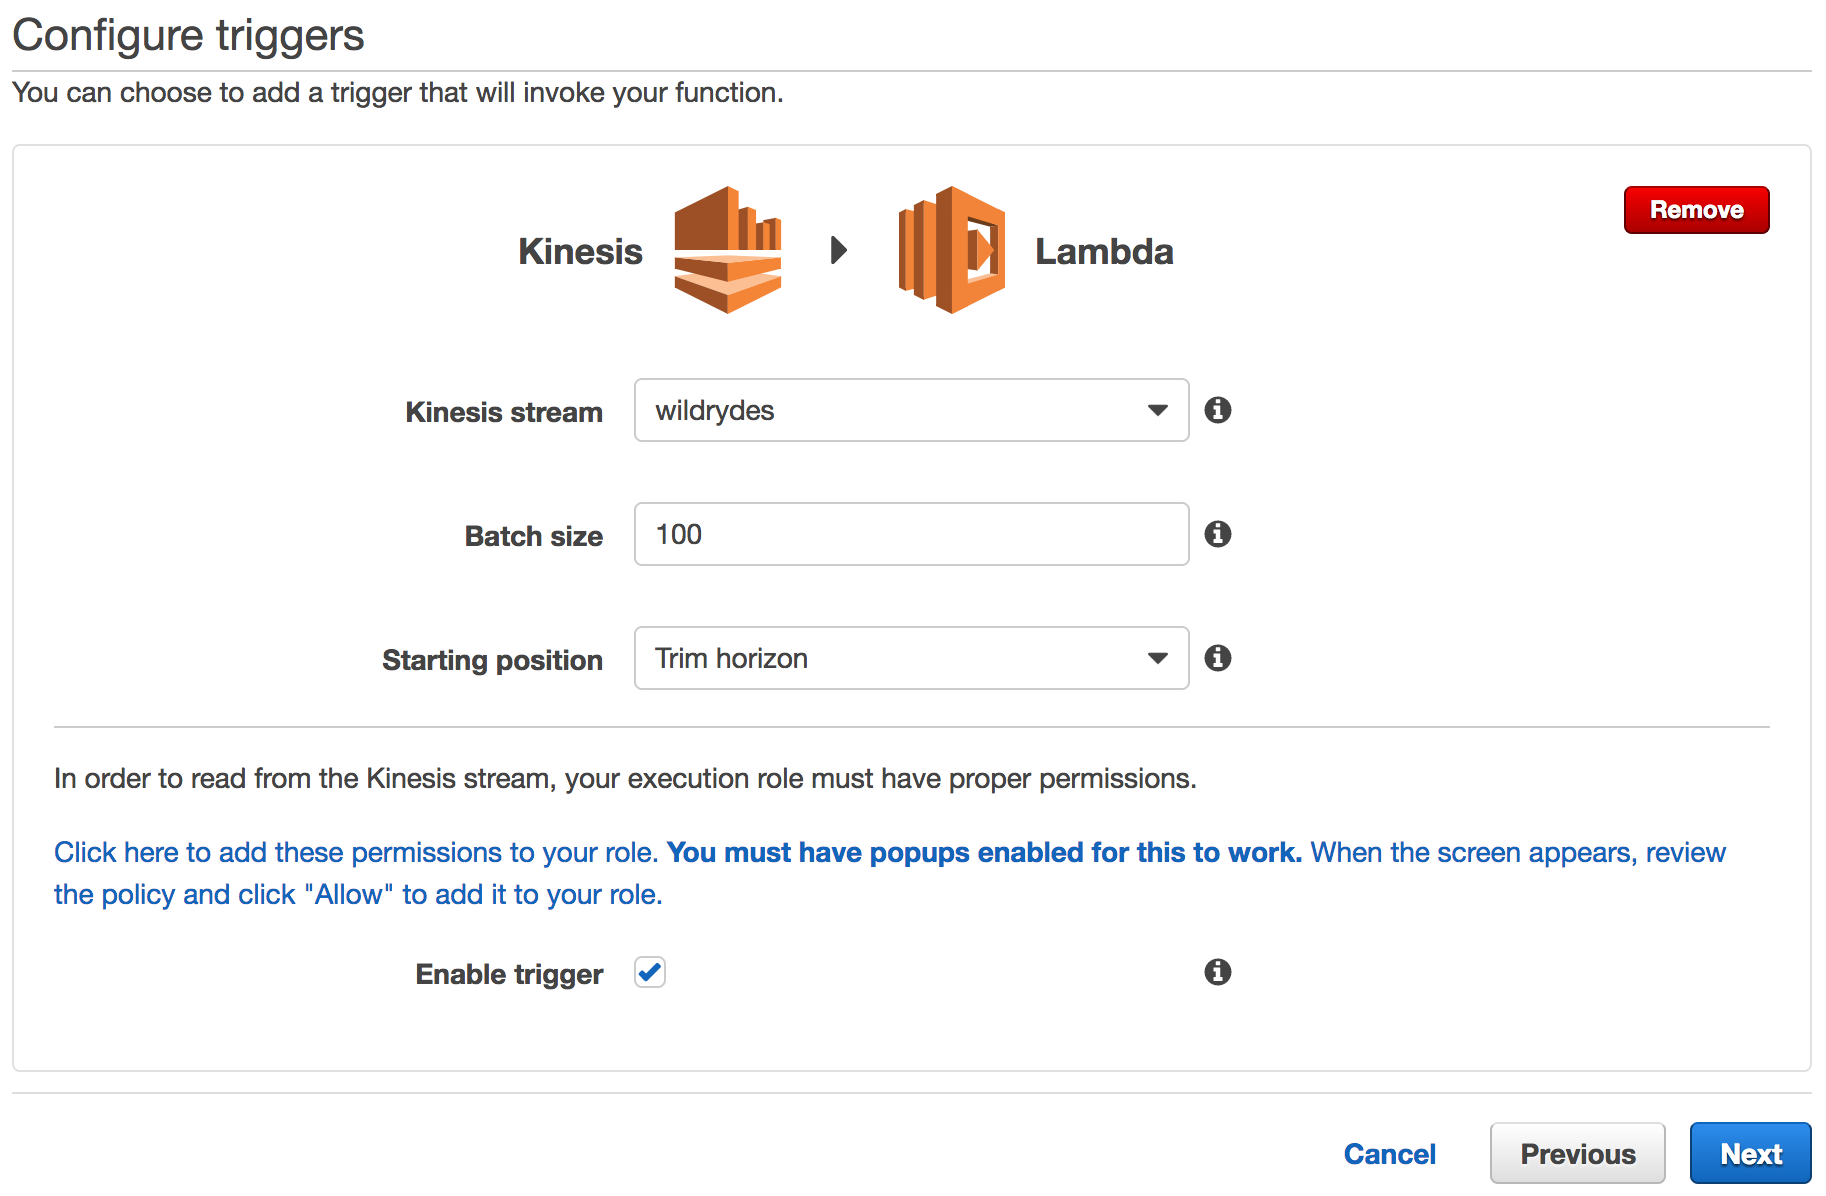 Configure triggers
You can choose to add a trigger that will invoke your function.
Remove
Kinesis Lambda
Kinesis stream wildrydes
Batch size 100
Starting position Trim horizon
In order to read from the Kinesis stream, your execution role must have proper permissions.
Click here to add these permissions to your role. You must have popups enabled for this to work. When the screen appears, review
the policy and click "Allow" to add it to your role.
Enable trigger
Cancel Previous Next